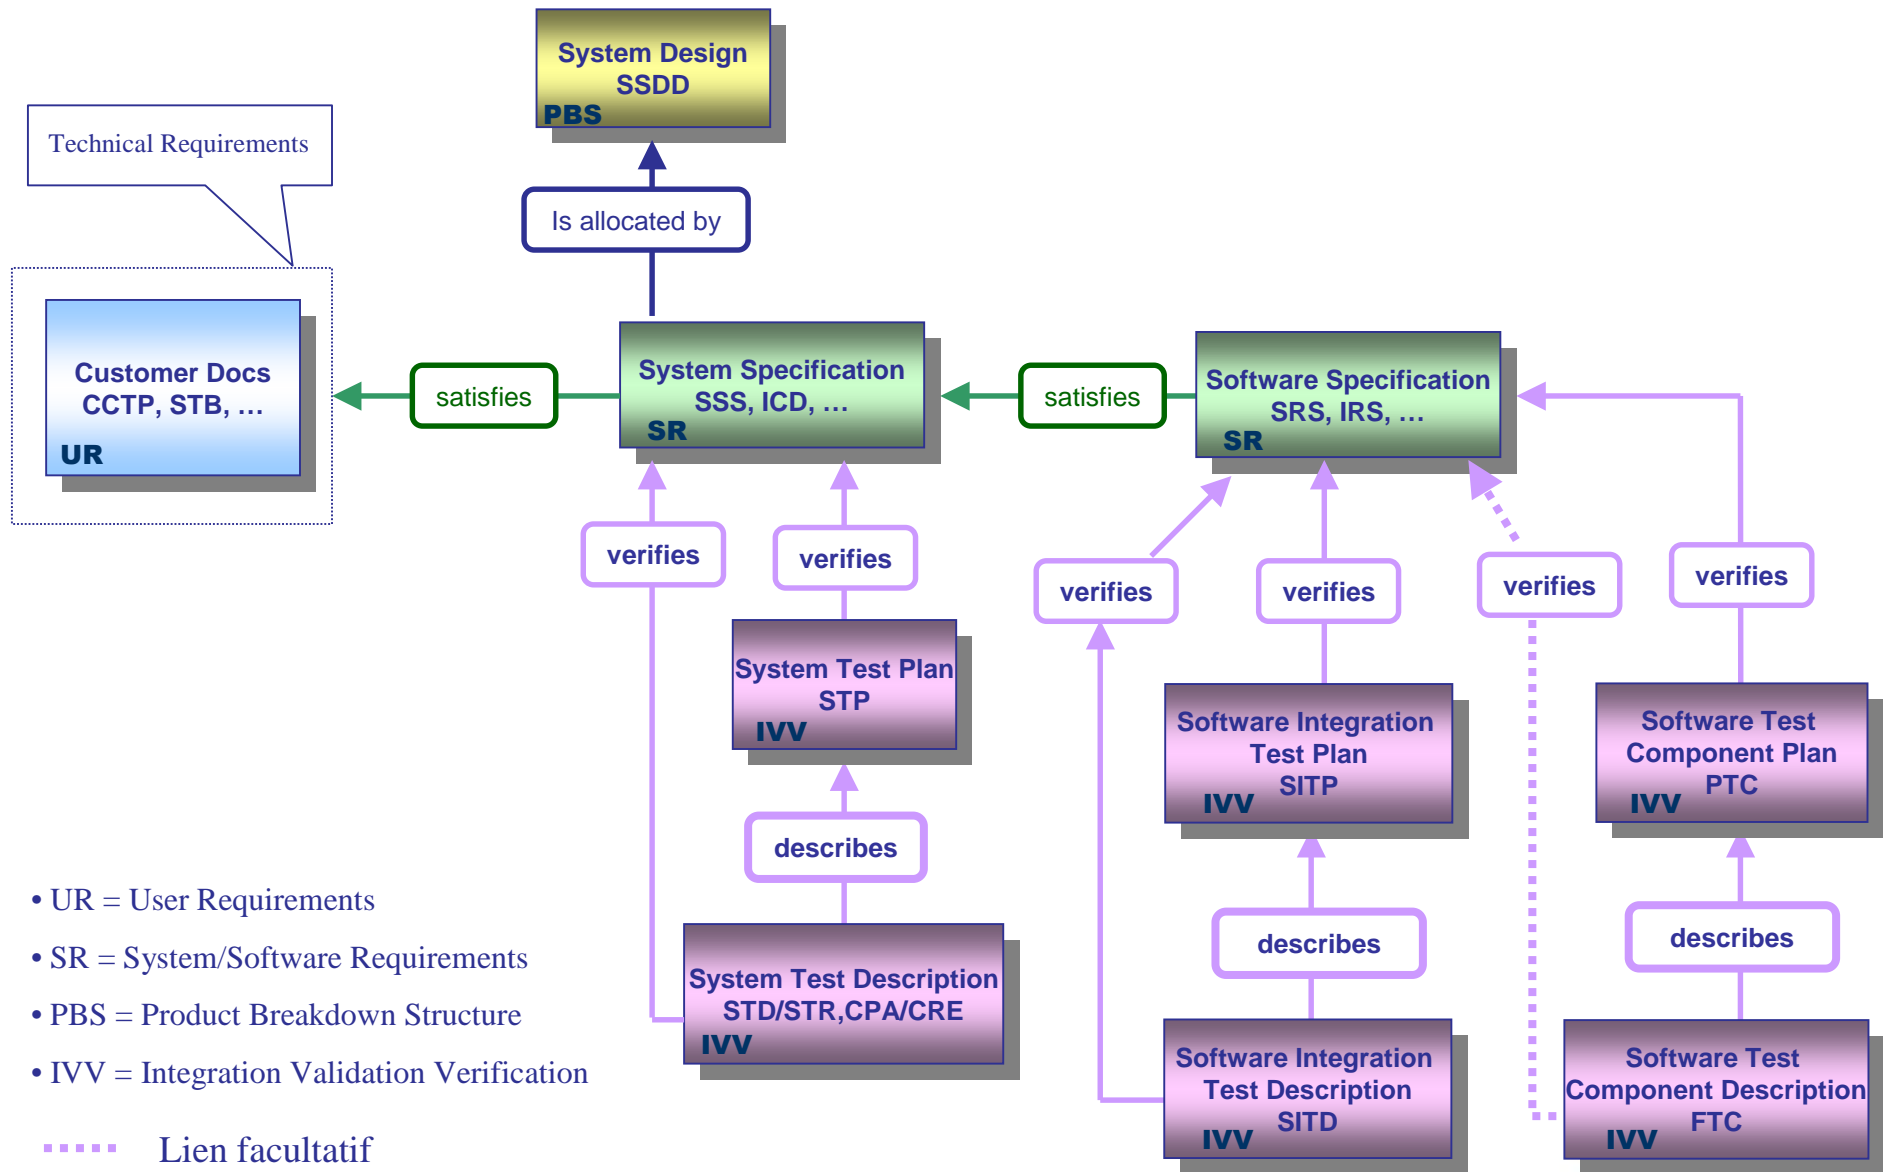 System Design
SSDD
PBS
Technical Requirements
Is allocated by
Customer Docs
CCTP, STB, …
UR
satisfies
System Specification
SSS, ICD, …
SR
satisfies
Software Specification
SRS, IRS, …
SR
verifies
verifies
verifies
verifies
verifies
verifies
System Test Plan
STP
IVV
Software Integration
Test Plan
SITP
IVV
Software Test
Component Plan
PTC
IVV
describes
describes
describes
System Test Description
STD/STR,CPA/CRE
IVV
Software Integration
Test Description
SITD
IVV
Software Test
Component Description
FTC
IVV
• UR = User Requirements
• SR = System/Software Requirements
• PBS = Product Breakdown Structure
• IVV = Integration Validation Verification
Lien facultatif